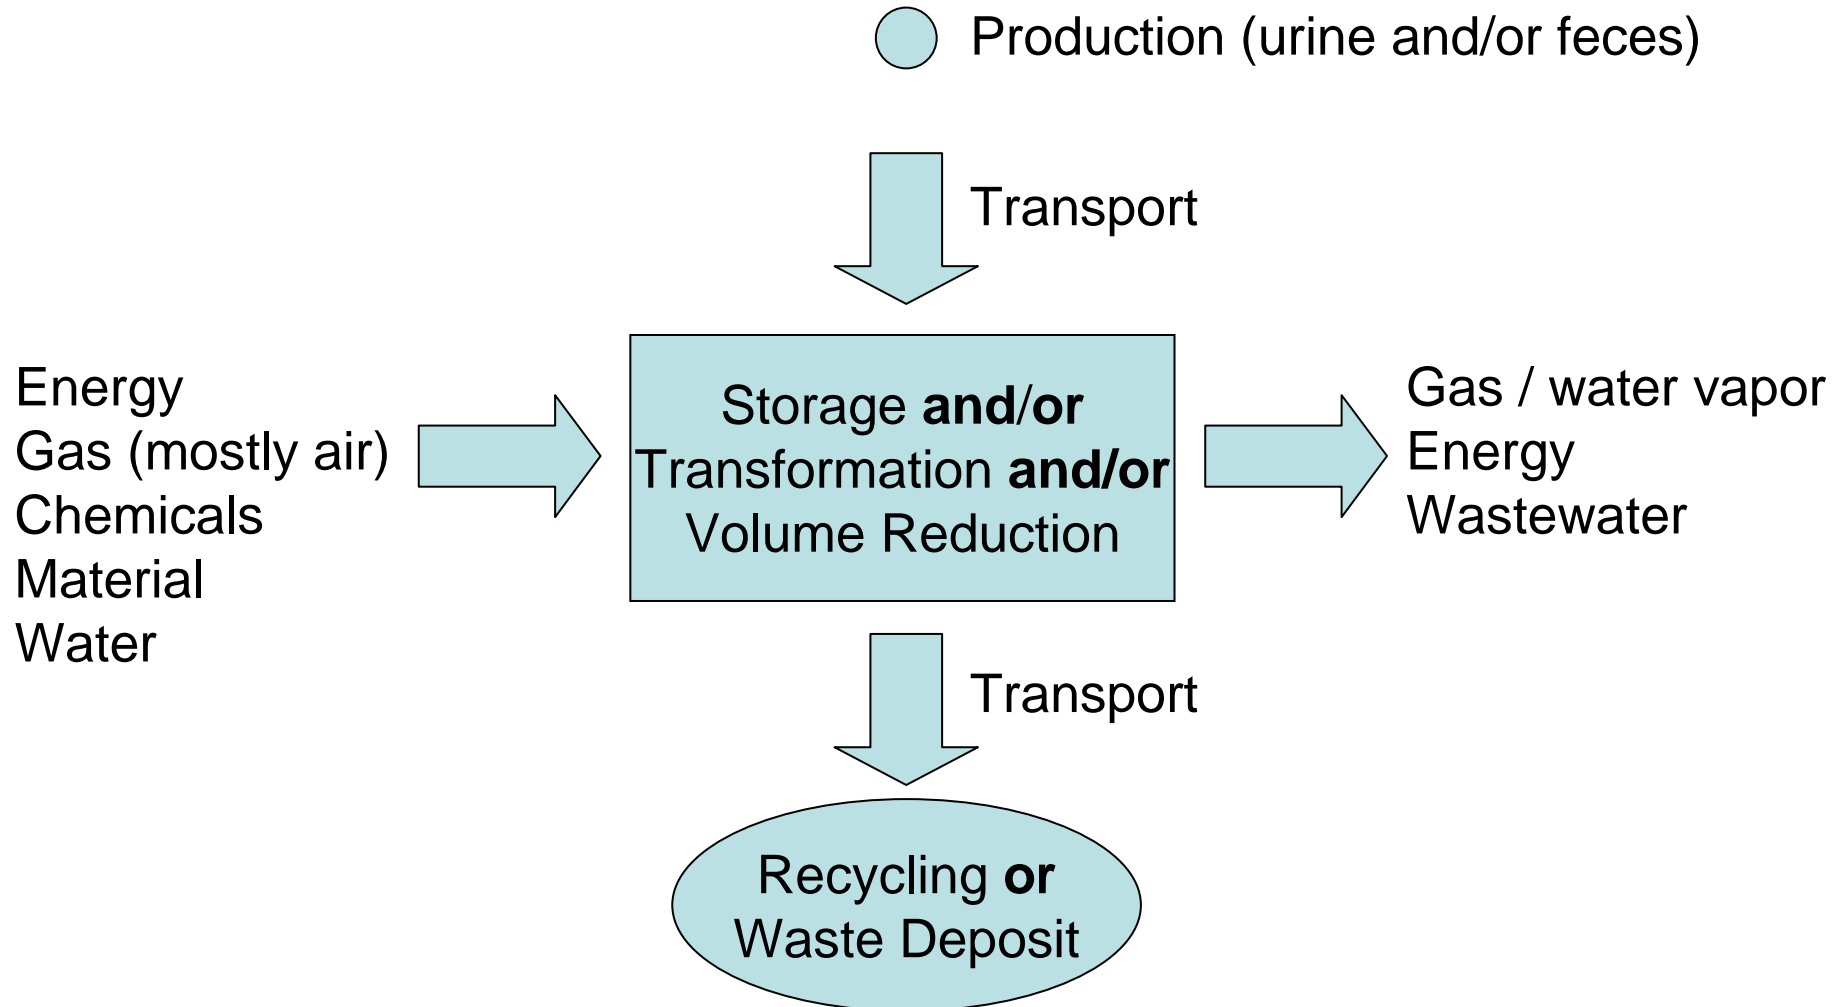 Production (urine and/or feces)
Transport
Energy
Gas (mostly air)
Chemicals
Material
Water
Storage and/or
Transformation and/or
Volume Reduction
Gas / water vapor
Energy
Wastewater
Transport
Recycling or
Waste Deposit